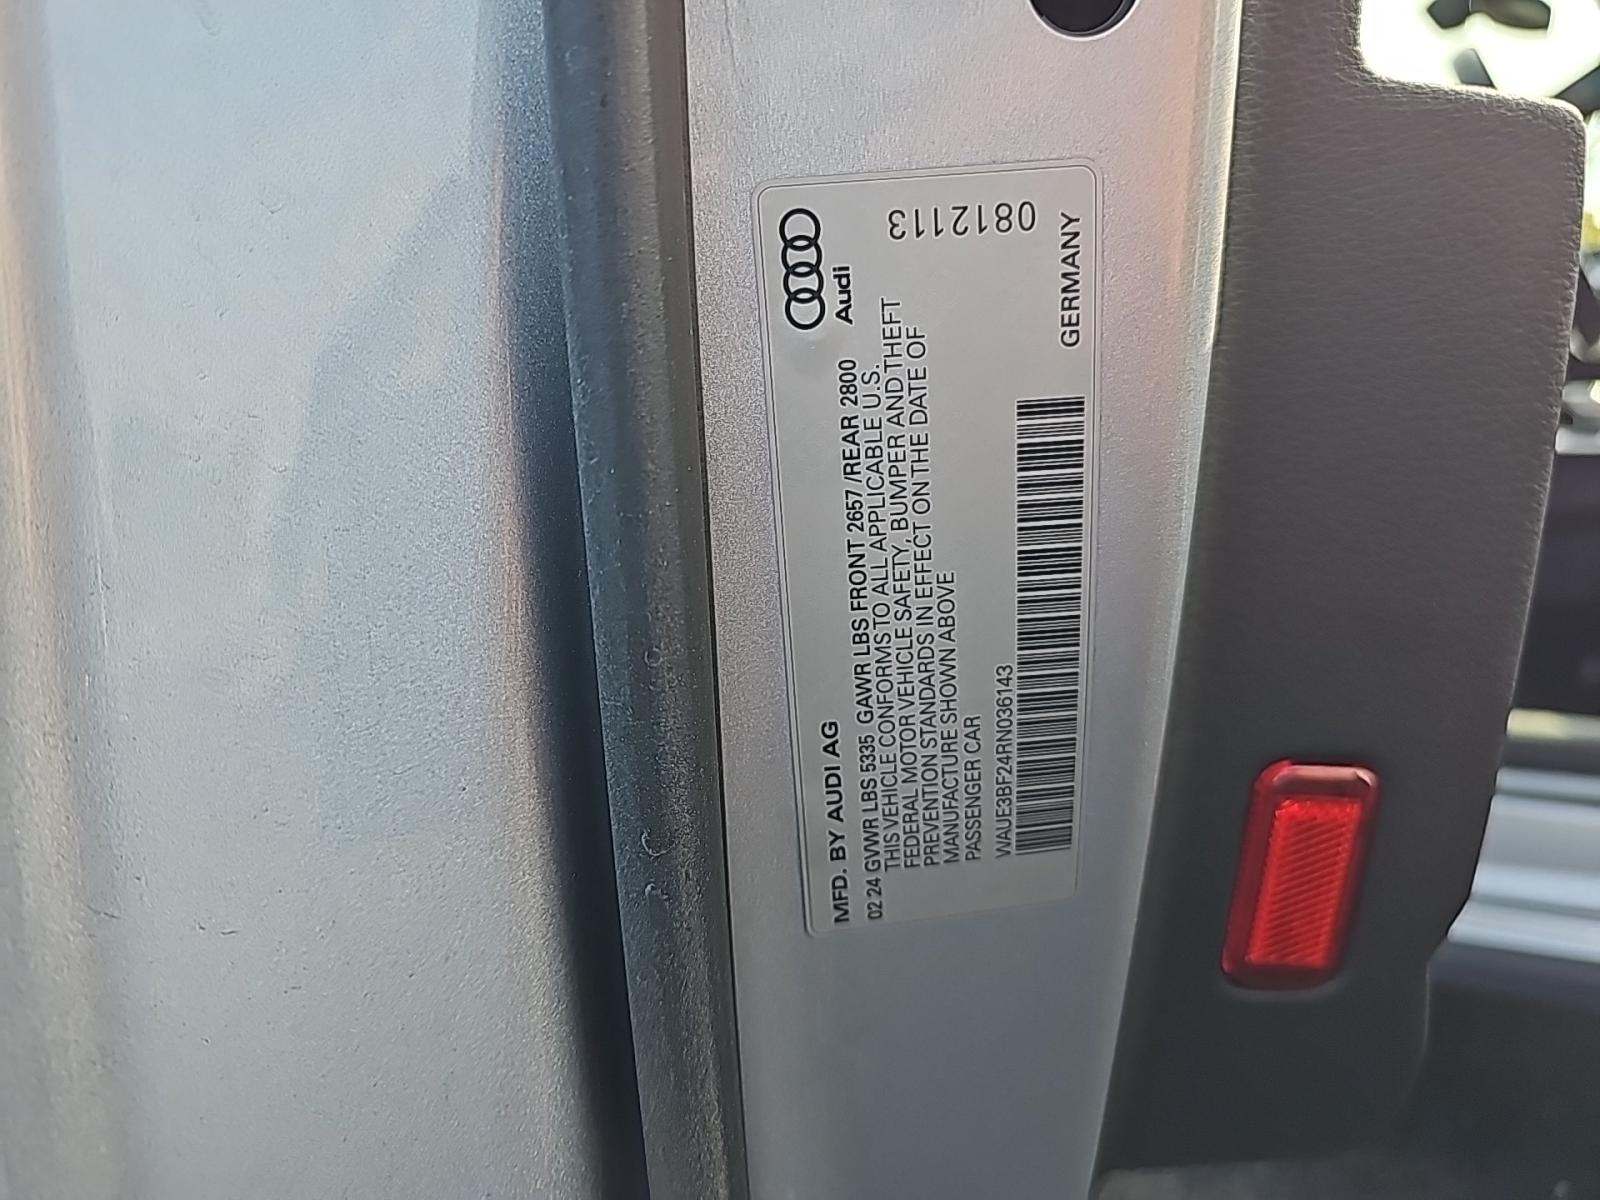 Audi
MFD. BY AUDI AG
02.24 GVWR LBS 5335 GAWR LBS FRONT 2657/REAR 2800
THIS VEHICLE CONFORMS TO ALL APPLICABLE U.S.
FEDERAL MOTOR VEHICLE SAFETY, BUMPER AND THEFT
PREVENTION STANDARDS IN EFFECT ON THE DATE OF
MANUFACTURE SHOWN ABOVE
PASSENGER CAR
WAUE3BF24RN036143
GERMANY
0812113